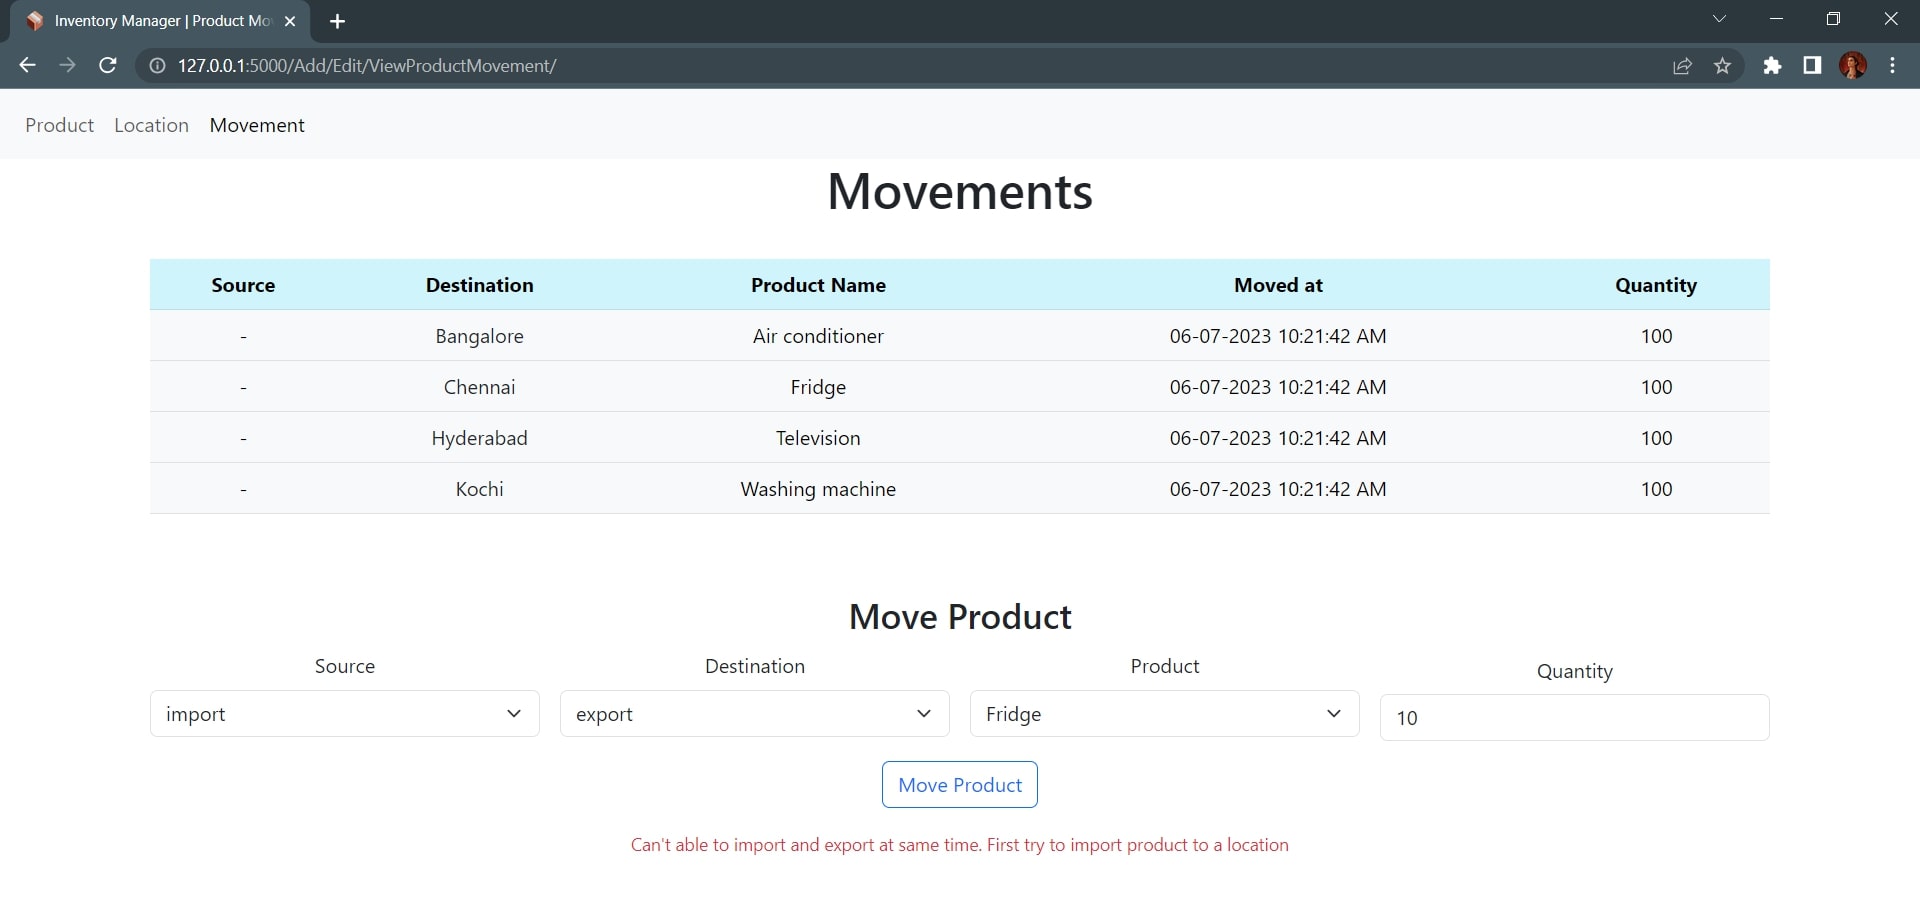 Inventory Manager | Product Mov
127.0.0.1:5000/Add/Edit/ViewProductMovement/
Product Location Movement
Movements
Source Destination Product Name Moved at Quantity
- Bangalore Air conditioner 06-07-2023 10:21:42 AM 100
- Chennai Fridge 06-07-2023 10:21:42 AM 100
- Hyderabad Television 06-07-2023 10:21:42 AM 100
- Kochi Washing machine 06-07-2023 10:21:42 AM 100
Move Product
Source Destination Product Quantity
import export Fridge 10
Move Product
Can't able to import and export at same time. First try to import product to a location